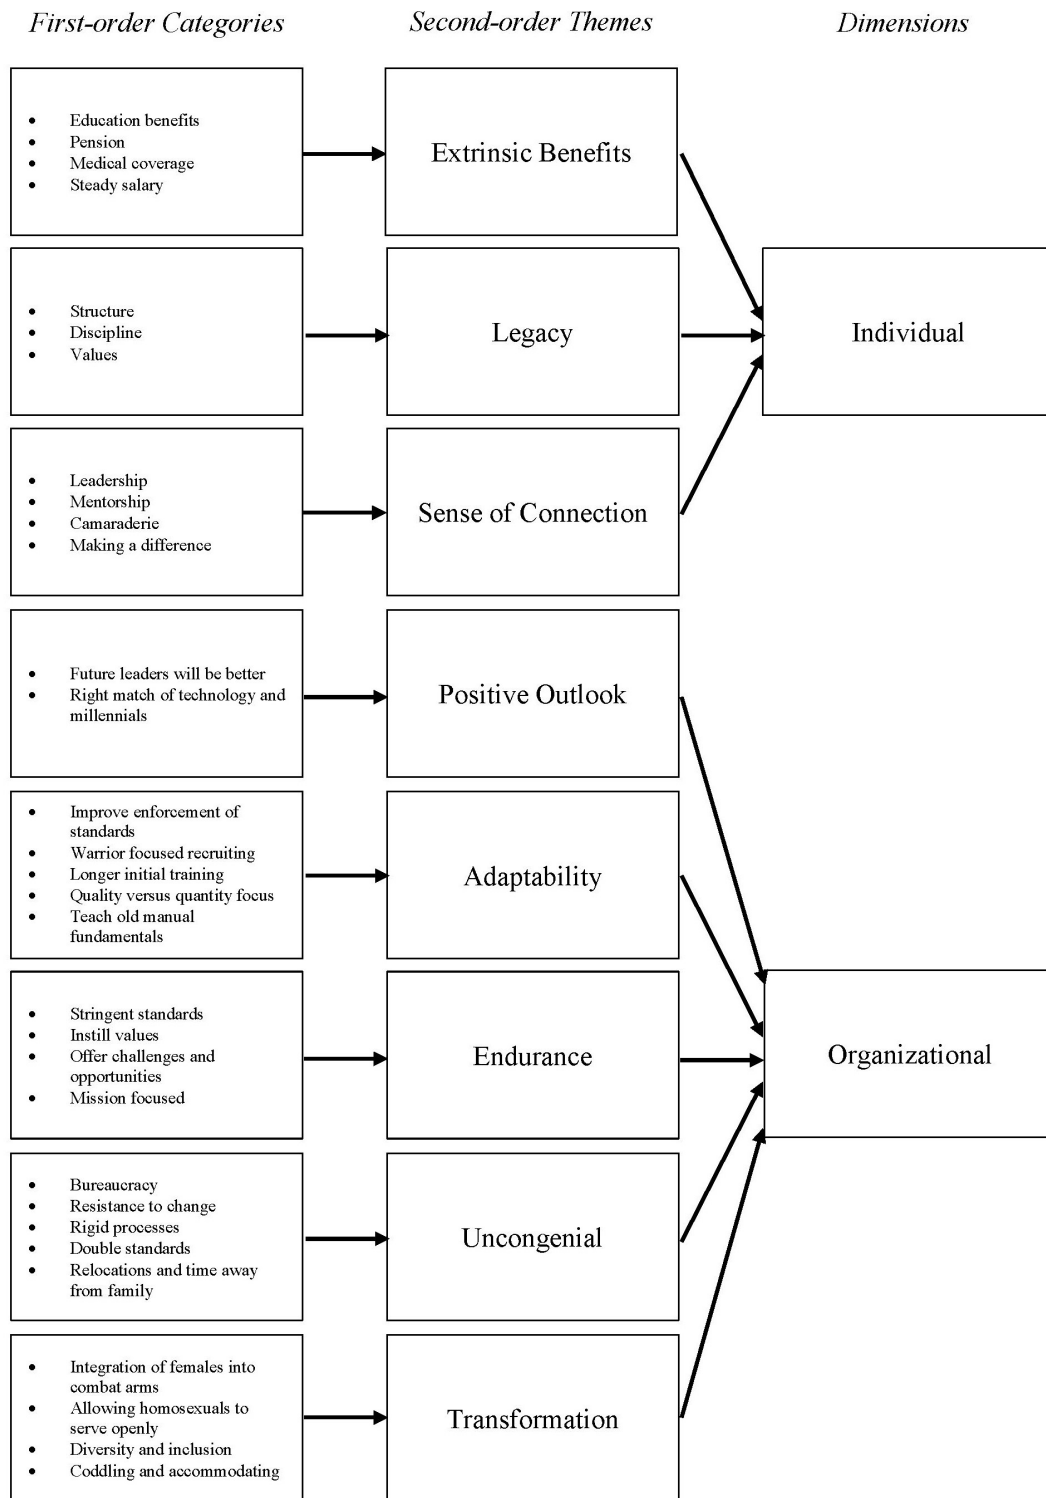 First-order Categories
Second-order Themes
Dimensions
• Education benefits
• Pension
• Medical coverage
• Steady salary
Extrinsic Benefits
• Structure
• Discipline
• Values
Legacy
Individual
• Leadership
• Mentorship
• Camaraderie
• Making a difference
Sense of Connection
• Future leaders will be better
• Right match of technology and
millennials
Positive Outlook
• Improve enforcement of
standards
• Warrior focused recruiting
• Longer initial training
• Quality versus quantity focus
• Teach old manual
fundamentals
Adaptability
• Stringent standards
• Instill values
• Offer challenges and
opportunities
• Mission focused
Endurance
Organizational
• Bureaucracy
• Resistance to change
• Rigid processes
• Double standards
• Relocations and time away
from family
Uncongenial
• Integration of females into
combat arms
• Allowing homosexuals to
serve openly
• Diversity and inclusion
• Coddling and accommodating
Transformation